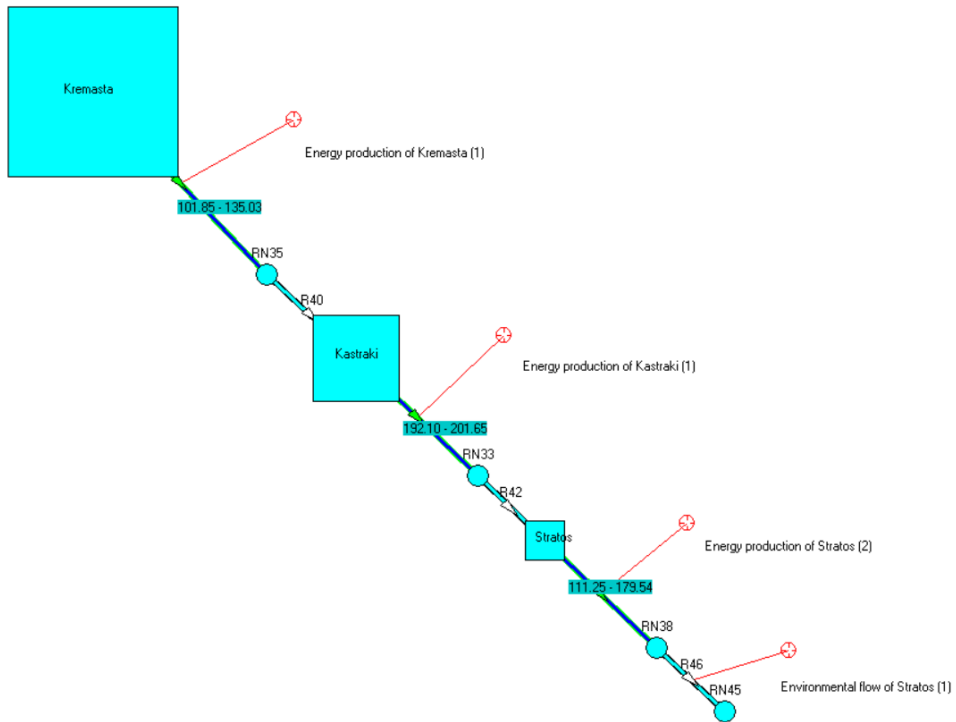 Kremasta
Energy production of Kremasta (1)
101.85 - 135.03
RN35
R40
Kastraki
Energy production of Kastraki (1)
192.10 - 201.65
RN33
R42
Stratos
Energy production of Stratos (2)
111.25 - 179.54
RN38
R46
Environmental flow of Stratos (1)
RN45